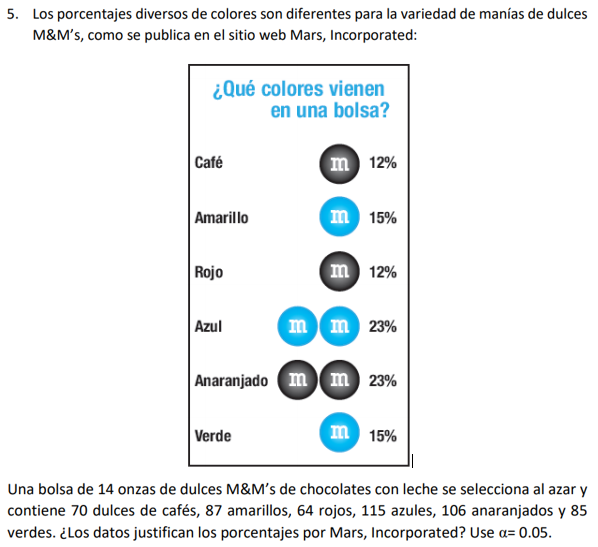 5. Los porcentajes diversos de colores son diferentes para la variedad de manías de dulces
M&M's, como se publica en el sitio web Mars, Incorporated:
¿Qué colores vienen
en una bolsa?
Café m 12%
Amarillo m 15%
Rojo m 12%
Azul m m 23%
Anaranjado m m 23%
Verde m 15%
Una bolsa de 14 onzas de dulces M&M's de chocolates con leche se selecciona al azar y
contiene 70 dulces de cafés, 87 amarillos, 64 rojos, 115 azules, 106 anaranjados y 85
verdes. ¿Los datos justifican los porcentajes por Mars, Incorporated? Use α= 0.05.